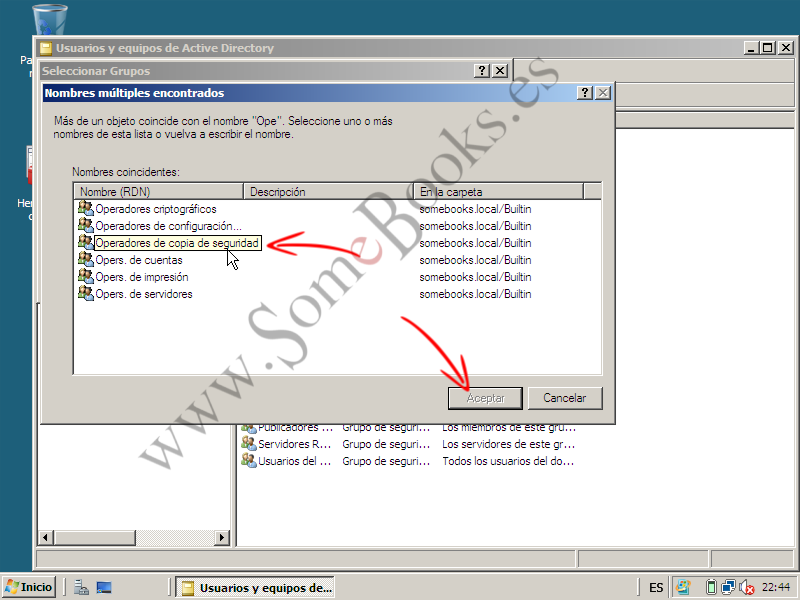 Pa
Usuarios y equipos de Active Directory
Seleccionar Grupos
Nombres múltiples encontrados
Más de un objeto coincide con el nombre "Ope". Seleccione uno o más
nombres de esta lista o vuelva a escribir el nombre.
Nombres coincidentes:
Nombre (RDN) Descripción En la carpeta
Operadores criptográficos somebooks.local/Builtin
Operadores de configuración... somebooks.local/Builtin
Operadores de copia de seguridad somebooks.local/Builtin
Opers. de cuentas somebooks.local/Builtin
Opers. de impresión somebooks.local/Builtin
Opers. de servidores somebooks.local/Builtin
Aceptar Cancelar
Her
Publicadores ... Grupo de seguri... Los miembros de este gru...
Servidores R... Grupo de seguri... Los servidores de este gr...
Usuarios del ... Grupo de seguri... Todos los usuarios del do...
www.SomeBooks.es
Inicio Usuarios y equipos de... ES 22:44